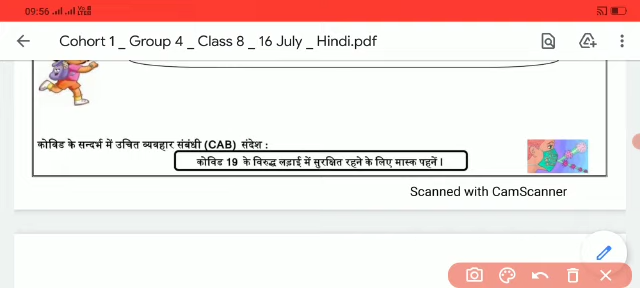 09:56
Cohort 1 _ Group 4 _ Class 8 _ 16 July _ Hindi.pdf
कोविड के सन्दर्भ में उचित व्यवहार संबंधी (CAB) संदेश :
कोविड 19 के विरुद्ध लड़ाई में सुरक्षित रहने के लिए मास्क पहनें ।
Scanned with CamScanner